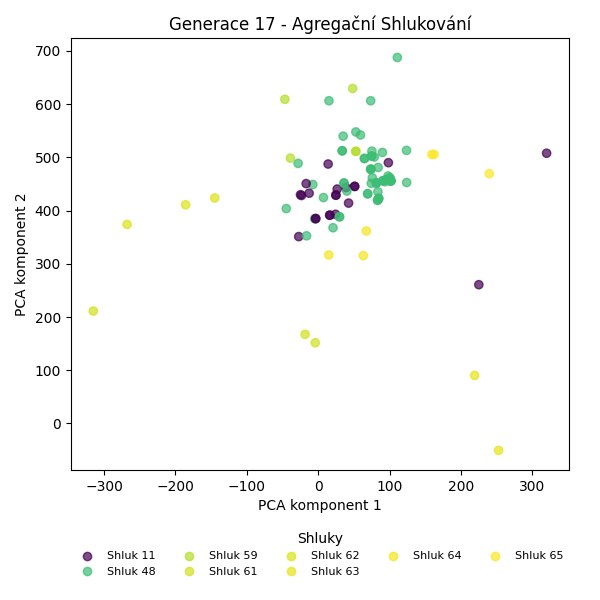 Generace 17 - Agregační Shlukování
PCA komponent 2
700
600
500
400
300
200
100
0
−300 −200 −100 0 100 200 300
PCA komponent 1
Shluky
Shluk 11 Shluk 59 Shluk 62 Shluk 64 Shluk 65
Shluk 48 Shluk 61 Shluk 63